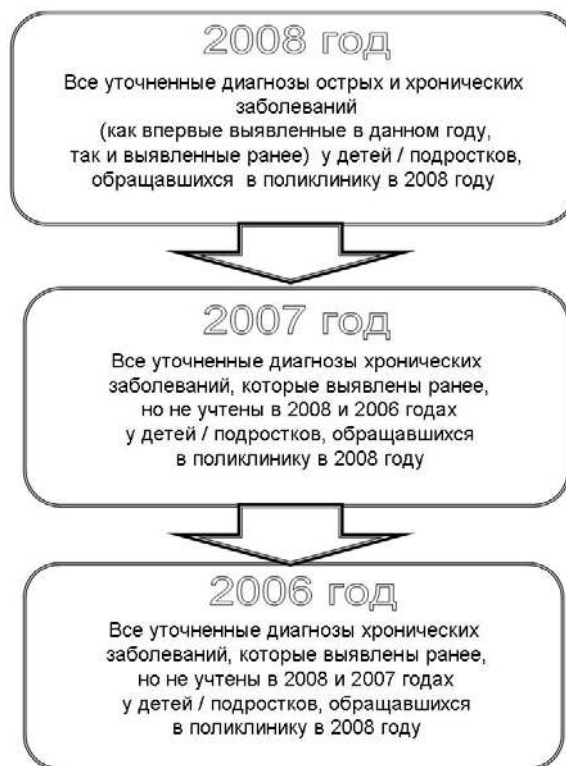 2008 год
Все уточненные диагнозы острых и хронических
заболеваний
(как впервые выявленные в данном году,
так и выявленные ранее) у детей / подростков,
обращавшихся в поликлинику в 2008 году
2007 год
Все уточненные диагнозы хронических
заболеваний, которые выявлены ранее,
но не учтены в 2008 и 2006 годах
у детей / подростков, обращавшихся
в поликлинику в 2008 году
2006 год
Все уточненные диагнозы хронических
заболеваний, которые выявлены ранее,
но не учтены в 2008 и 2007 годах
у детей / подростков, обращавшихся
в поликлинику в 2008 году